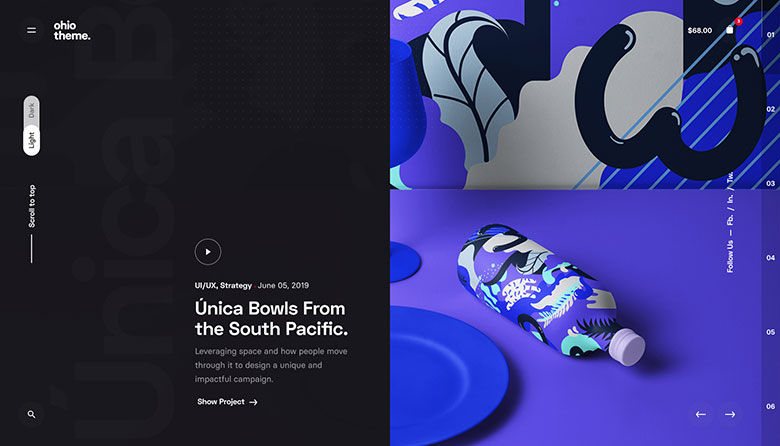 ohio
theme.
$68.00
3
01
02
03
04
05
06
Dark
Light
Scroll to top
Follow Us — Fb. / In. / Tw.
Única B
UI/UX, Strategy June 05, 2019
Única Bowls From
the South Pacific.
Leveraging space and how people move
through it to design a unique and
impactful campaign.
Show Project →
← →